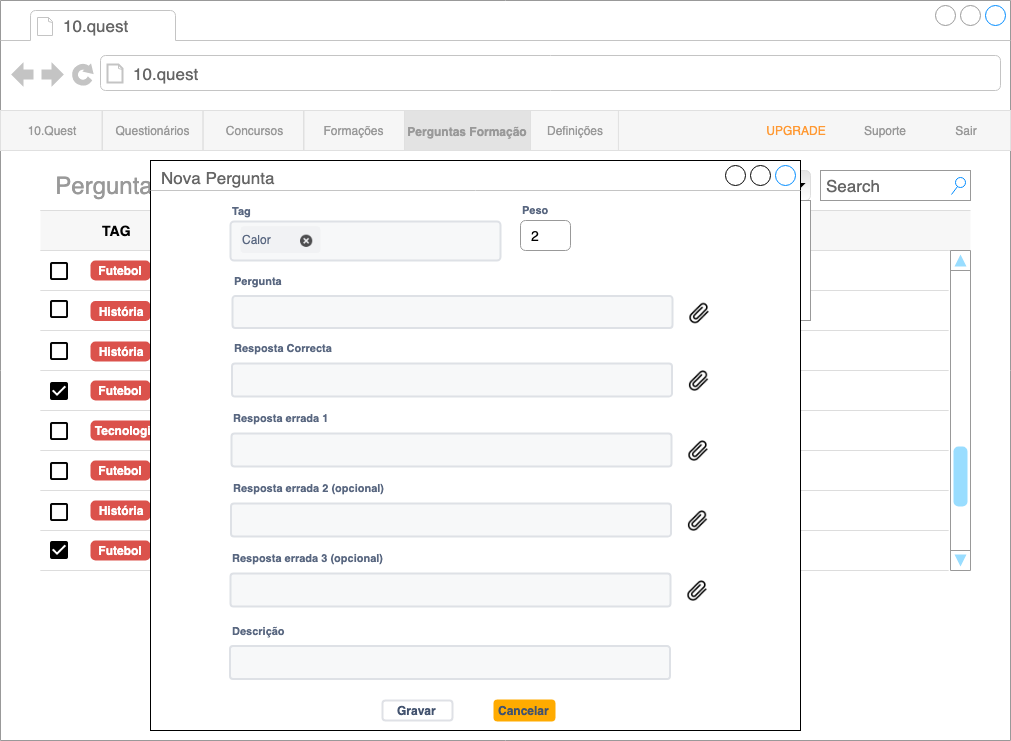 10.quest
10.quest
10.Quest Questionários Concursos Formações Perguntas Formação Definições UPGRADE Suporte Sair
Pergunta
Search
TAG
Futebol
História
História
Futebol
Tecnologi
Futebol
História
Futebol
Nova Pergunta
Tag Peso
Calor 2
Pergunta
Resposta Correcta
Resposta errada 1
Resposta errada 2 (opcional)
Resposta errada 3 (opcional)
Descrição
Gravar Cancelar